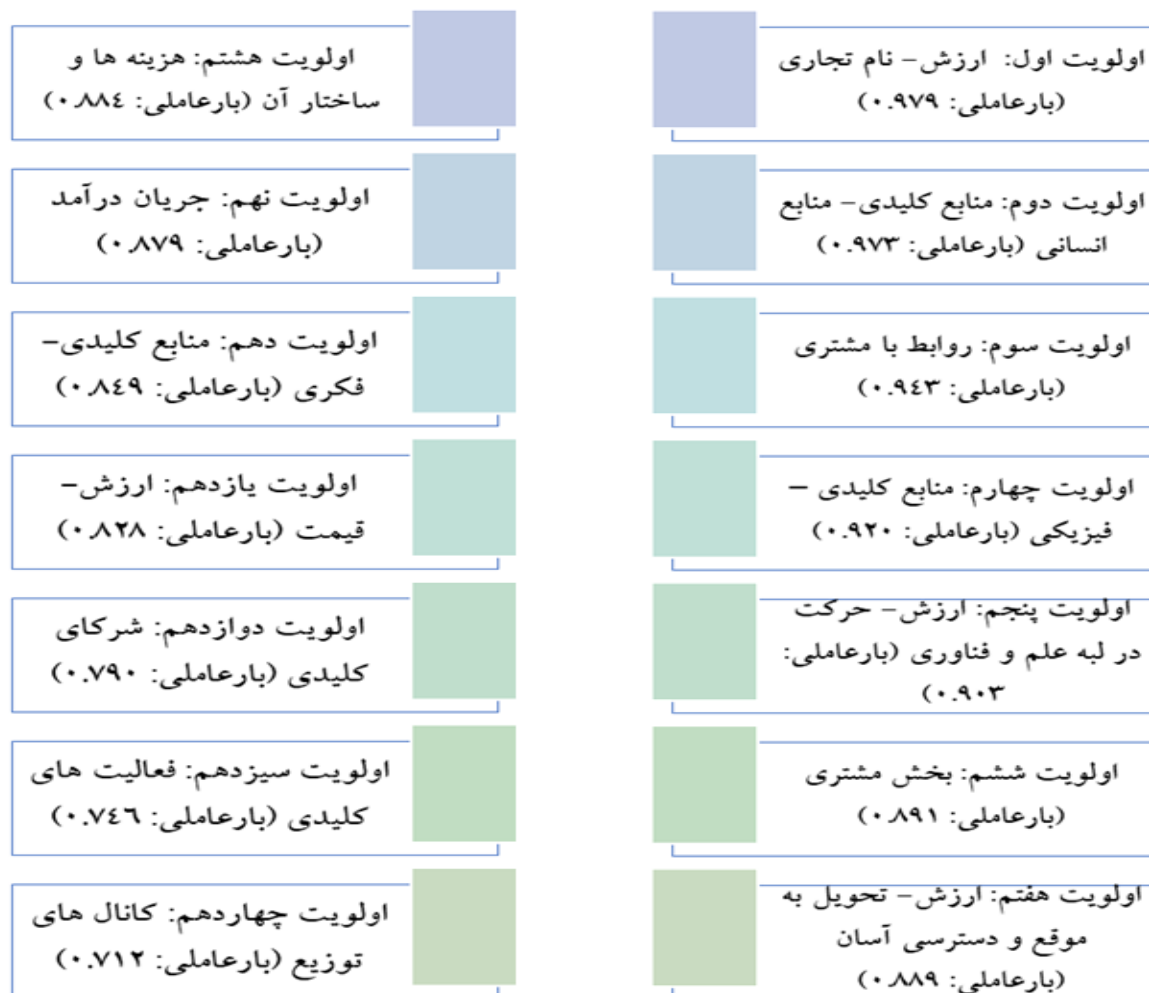 اولویت اول: ارزش– نام تجاری
(بارعاملی: ۰.۹۷۹)
اولویت دوم: منابع کلیدی– منابع
انسانی (بارعاملی: ۰.۹۷۳)
اولویت سوم: روابط با مشتری
(بارعاملی: ۰.۹٤۳)
اولویت چهارم: منابع کلیدی –
فیزیکی (بارعاملی: ۰.۹۲۰)
اولویت پنجم: ارزش– حرکت
در لبه علم و فناوری (بارعاملی:
۰.۹۰۳)
اولویت ششم: بخش مشتری
(بارعاملی: ۰.۸۹۱)
اولویت هفتم: ارزش– تحویل به
موقع و دسترسی آسان
(بارعاملی: ۰.۸۸۹)
اولویت هشتم: هزینه ها و
ساختار آن (بارعاملی: ۰.۸۸٤)
اولویت نهم: جریان درآمد
(بارعاملی: ۰.۸۷۹)
اولویت دهم: منابع کلیدی–
فکری (بارعاملی: ۰.۸٤۹)
اولویت یازدهم: ارزش–
قیمت (بارعاملی: ۰.۸۲۸)
اولویت دوازدهم: شرکای
کلیدی (بارعاملی: ۰.۷۹۰)
اولویت سیزدهم: فعالیت های
کلیدی (بارعاملی: ۰.۷٤٦)
اولویت چهاردهم: کانال های
توزیع (بارعاملی: ۰.۷۱۲)